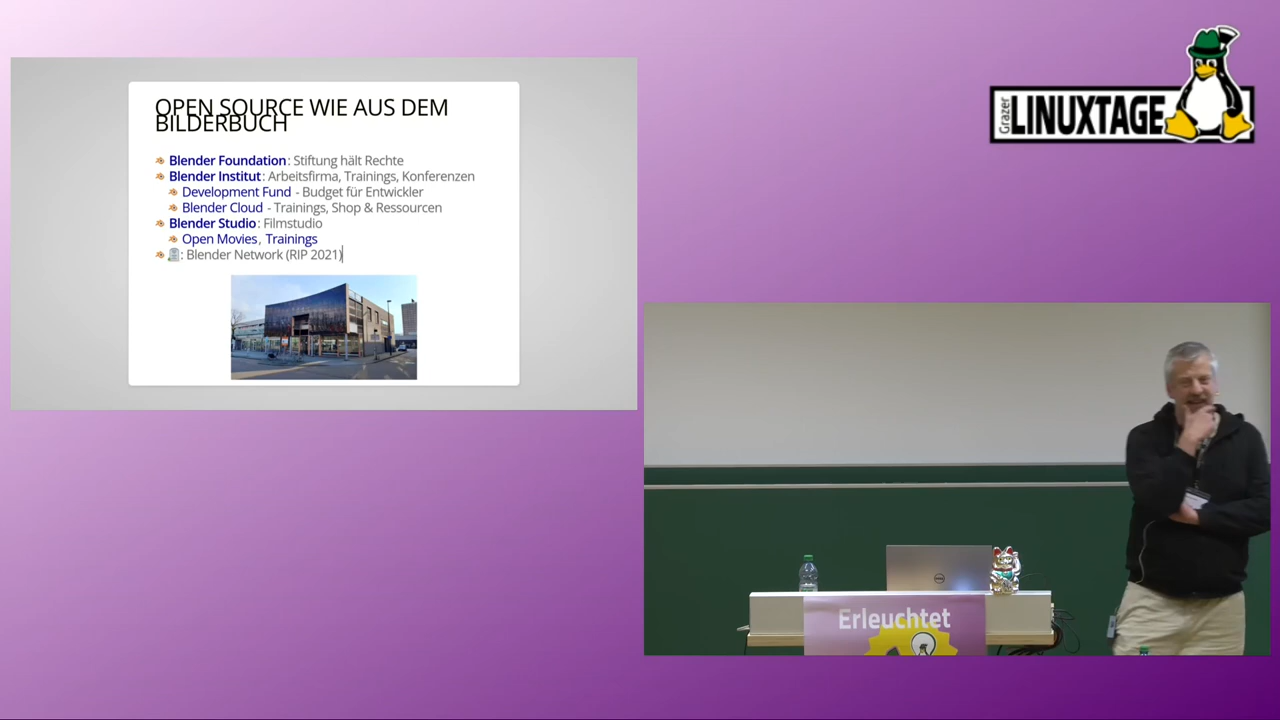 OPEN SOURCE WIE AUS DEM
BILDERBUCH
Blender Foundation: Stiftung hält Rechte
Blender Institut: Arbeitsfirma, Trainings, Konferenzen
Development Fund - Budget für Entwickler
Blender Cloud - Trainings, Shop & Ressourcen
Blender Studio: Filmstudio
Open Movies, Trainings
: Blender Network (RIP 2021)
Grazer
LINUXTAGE
Erleuchtet